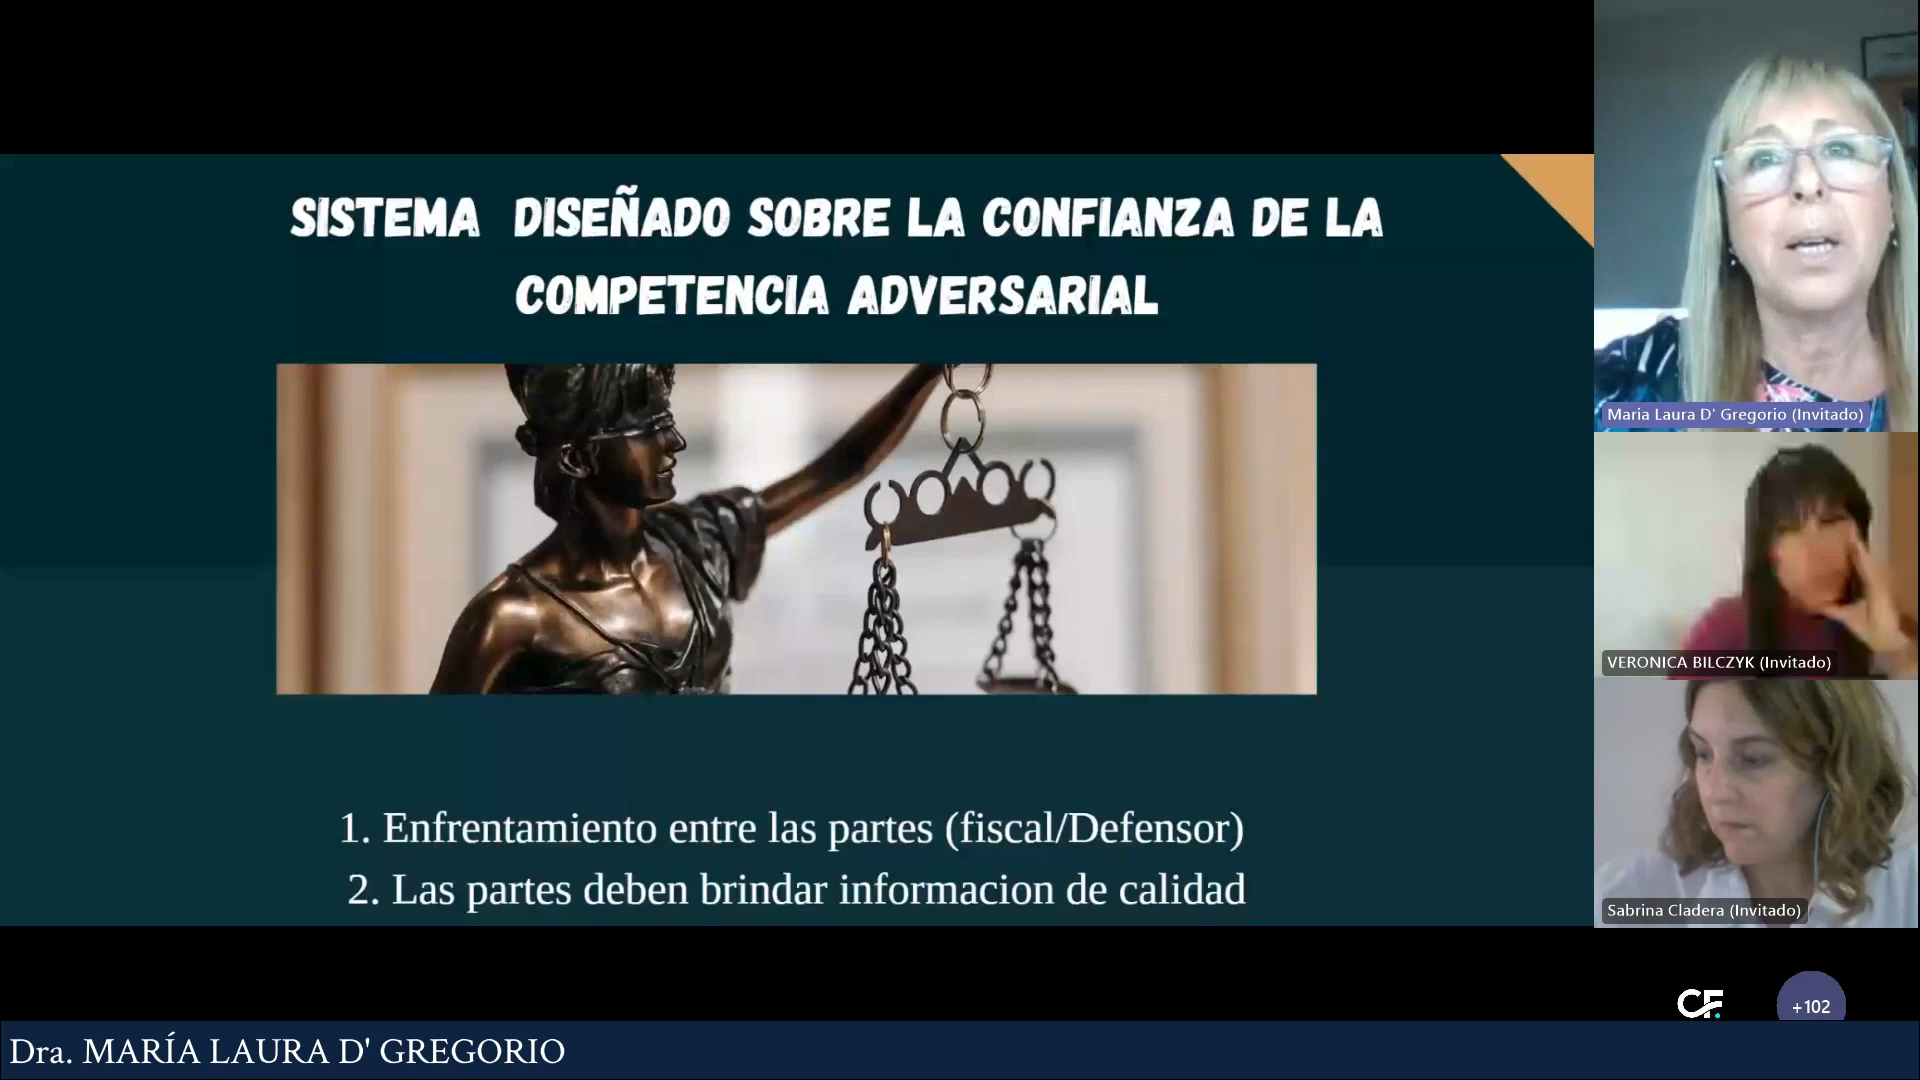 SISTEMA DISEÑADO SOBRE LA CONFIANZA DE LA
COMPETENCIA ADVERSARIAL
1. Enfrentamiento entre las partes (fiscal/Defensor)
2. Las partes deben brindar informacion de calidad
Maria Laura D' Gregorio (Invitado)
VERONICA BILCZYK (Invitado)
Sabrina Cladera (Invitado)
CF.
+102
Dra. MARÍA LAURA D' GREGORIO